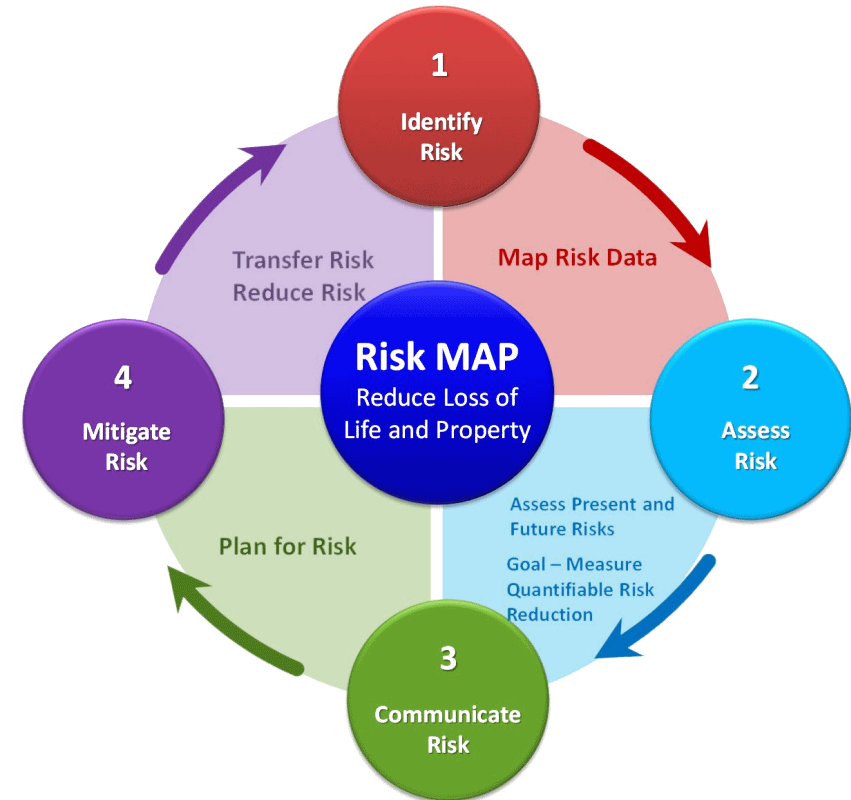 1
Identify
Risk
Transfer Risk
Reduce Risk
Map Risk Data
Risk MAP
Reduce Loss of
Life and Property
4
Mitigate
Risk
2
Assess
Risk
Plan for Risk
Assess Present and
Future Risks
Goal – Measure
Quantifiable Risk
Reduction
3
Communicate
Risk